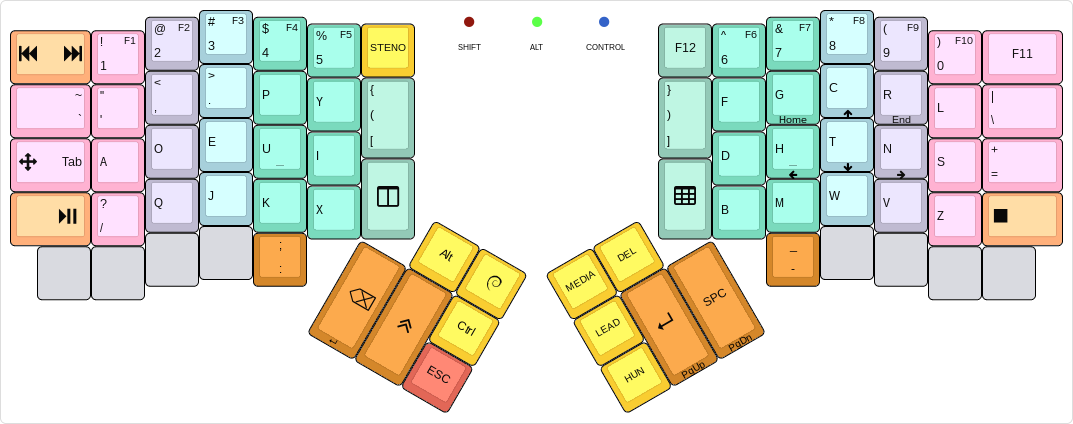 ! F1
1
@ F2
2
# F3
3
$ F4
4
% F5
5
STENO
SHIFT
ALT
CONTROL
F12
^ F6
6
& F7
7
* F8
8
( F9
9
) F10
0
F11
~
`
"
'
<
,
>
.
P
Y
{
(
[
}
)
]
F
G
Home
C
R
End
L
|
\
Tab
A
O
E
U
_
I
D
H
_
T
N
S
+
=
?
/
Q
J
K
X
B
M
W
V
Z
;
:
_
-
Alt
Ctrl
ESC
MEDIA
DEL
LEAD
HUN
SPC
PgUp
PgDn